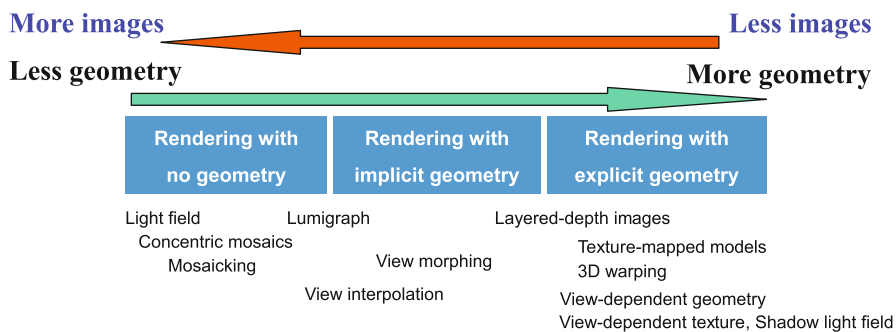 More images
Less images
Less geometry
More geometry
Rendering with
no geometry
Rendering with
implicit geometry
Rendering with
explicit geometry
Light field
Lumigraph
Layered-depth images
Concentric mosaics
Texture-mapped models
Mosaicking
View morphing
3D warping
View interpolation
View-dependent geometry
View-dependent texture, Shadow light field